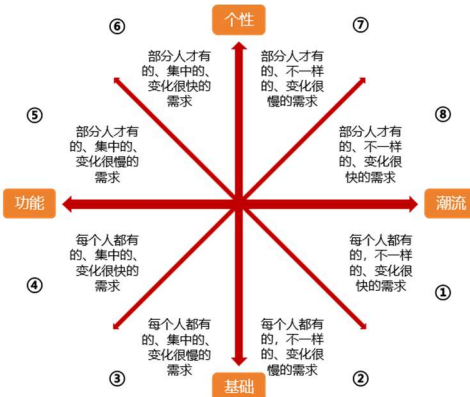 ⑥
个性
⑦
部分人才有
的、集中的、
变化很快的
需求
部分人才有
的、不一样
的、变化很
慢的需求
⑤
部分人才有
的、集中的、
变化很慢的
需求
部分人才有
的、不一样
的、变化很
快的需求
⑧
功能
潮流
④
每个人都有
的、集中的、
变化很快的
需求
每个人都有
的，不一样
的、变化很
快的需求
①
③
每个人都有
的、集中的、
变化很慢的
需求
每个人都有
的，不一样
的、变化很
慢的需求
②
基础